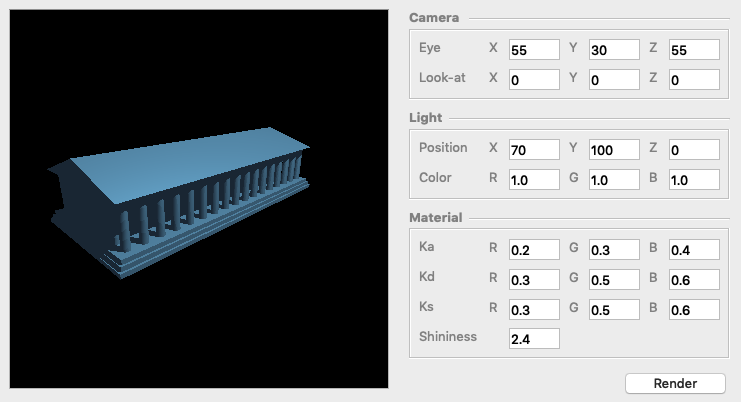 Camera
Eye X 55 Y 30 Z 55
Look-at X 0 Y 0 Z 0
Light
Position X 70 Y 100 Z 0
Color R 1.0 G 1.0 B 1.0
Material
Ka R 0.2 G 0.3 B 0.4
Kd R 0.3 G 0.5 B 0.6
Ks R 0.3 G 0.5 B 0.6
Shininess 2.4
Render